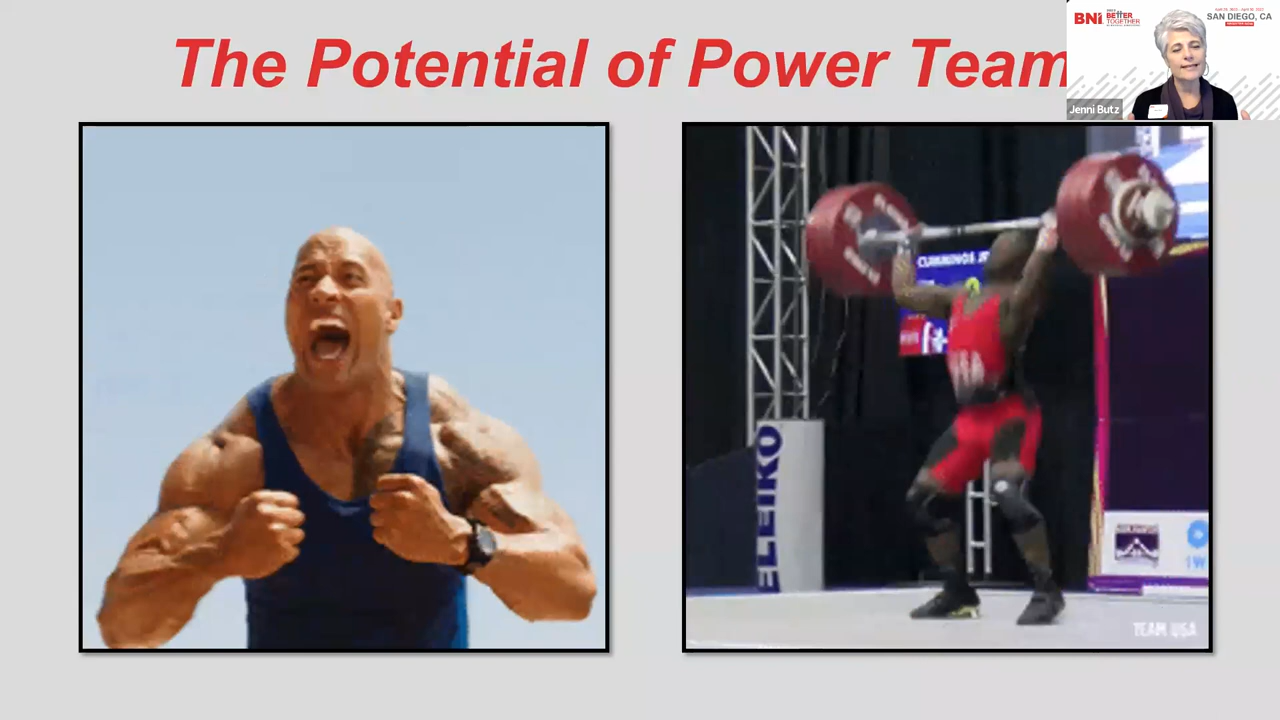 The Potential of Power Team
BNI
BETTER
TOGETHER
SAN DIEGO, CA
Jenni Butz
CUMMINGS JR
ELEIKO
USA
TEAM USA